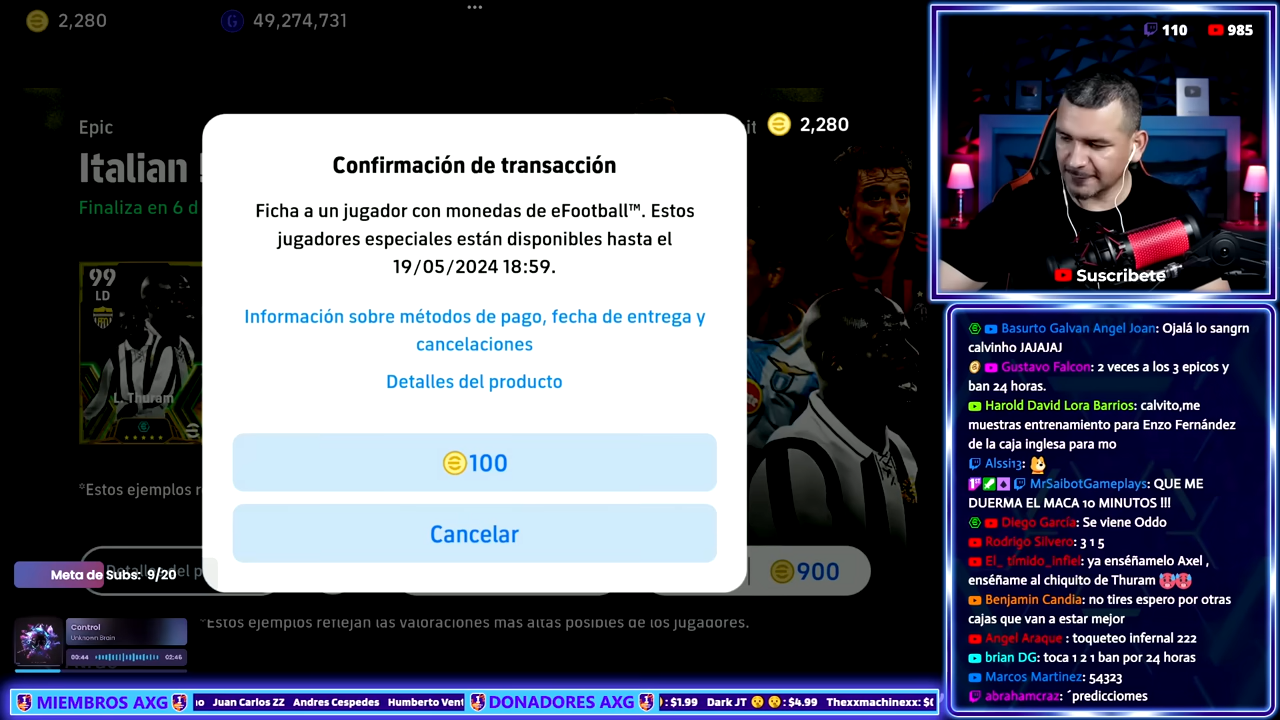 2,280
49,274,731
Epic
Italian
Finaliza en 6 d
it
2,280
99
LD
L. Thuram
Confirmación de transacción
Ficha a un jugador con monedas de eFootball™. Estos
jugadores especiales están disponibles hasta el
19/05/2024 18:59.
Información sobre métodos de pago, fecha de entrega y
cancelaciones
Detalles del producto
100
Cancelar
*Estos ejemplos r
Detalles del p
900
Meta de Subs: 9/20
*Estos ejemplos reflejan las valoraciones más altas posibles de los jugadores.
Control
Unknown Brain
00:44
02:46
110
985
Suscribete
Basurto Galvan Angel Joan: Ojalá lo sangrn
calvinho JAJAJAJ
Gustavo Falcon: 2 veces a los 3 epicos y
ban 24 horas.
Harold David Lora Barrios: calvito,me
muestras entrenamiento para Enzo Fernández
de la caja inglesa para mo
Alssi13:
MrSaibotGameplays: QUE ME
DUERMA EL MACA 10 MINUTOS !!!
Diego García: Se viene Oddo
Rodrigo Silvero: 3 1 5
El_ tímido_infiel: ya enséñamelo Axel ,
enséñame al chiquito de Thuram
Benjamin Candia: no tires espero por otras
cajas que van a estar mejor
Angel Araque : toqueteo infernal 222
brian DG: toca 1 2 1 ban por 24 horas
Marcos Martinez: 54323
abrahamcraz: ´predicciomes
MIEMBROS AXG
Juan Carlos ZZ Andres Cespedes Humberto Vent
DONADORES AXG
: $1.99 Dark JT : $4.99 Thexxmachinexx: $